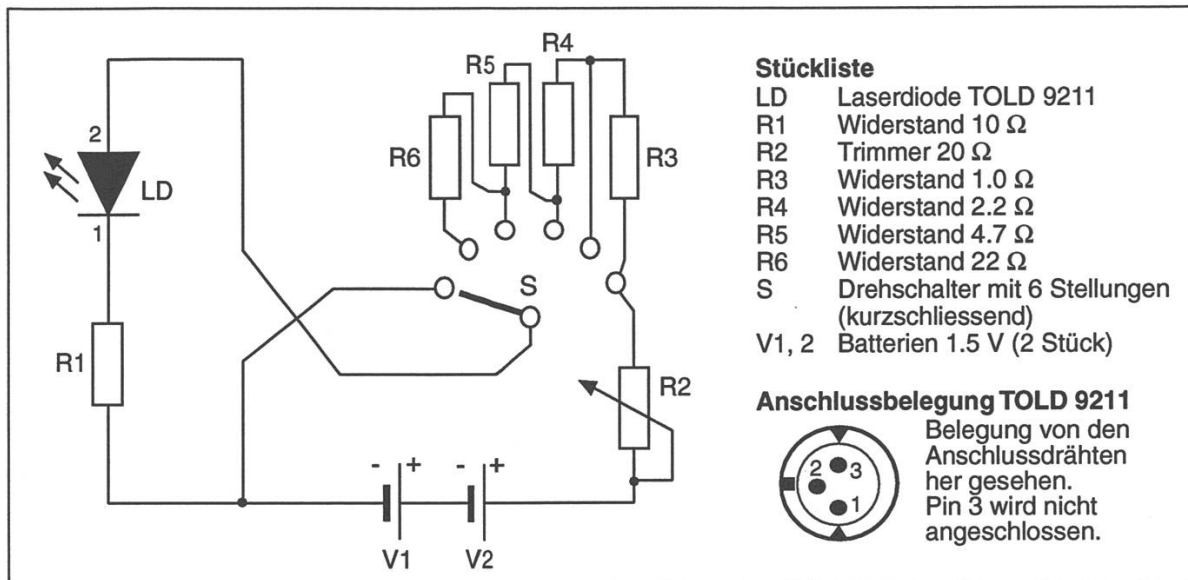 R4
R5
R6
R3
2
LD
1
S
R1
R2
- + - +
V1 V2
Stückliste
LD Laserdiode TOLD 9211
R1 Widerstand 10 Ω
R2 Trimmer 20 Ω
R3 Widerstand 1.0 Ω
R4 Widerstand 2.2 Ω
R5 Widerstand 4.7 Ω
R6 Widerstand 22 Ω
S Drehschalter mit 6 Stellungen
(kurzschliessend)
V1, 2 Batterien 1.5 V (2 Stück)
Anschlussbelegung TOLD 9211
2 3
1
Belegung von den
Anschlussdrähten
her gesehen.
Pin 3 wird nicht
angeschlossen.